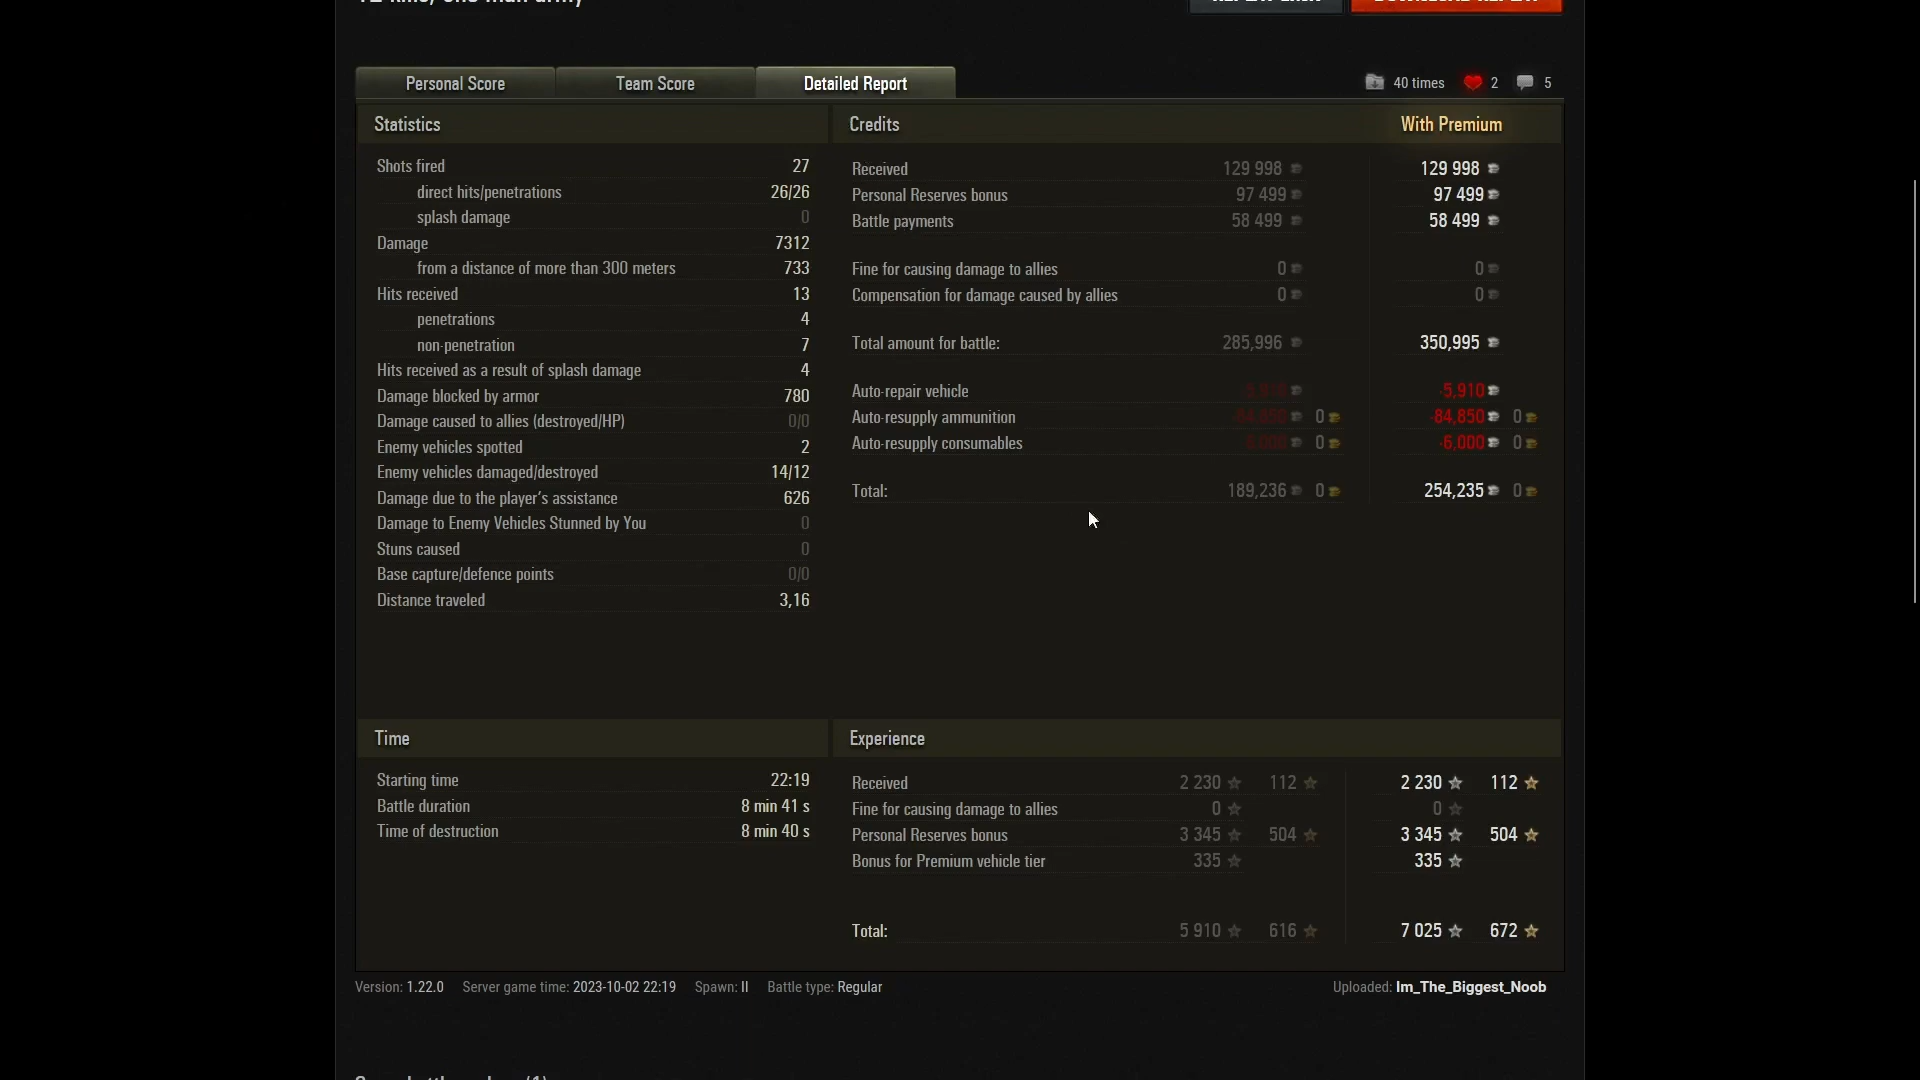 Personal Score Team Score Detailed Report 40 times 2 5
Statistics
Shots fired 27
direct hits/penetrations 26/26
splash damage 0
Damage 7312
from a distance of more than 300 meters 733
Hits received 13
penetrations 4
non-penetration 7
Hits received as a result of splash damage 4
Damage blocked by armor 780
Damage caused to allies (destroyed/HP) 0/0
Enemy vehicles spotted 2
Enemy vehicles damaged/destroyed 14/12
Damage due to the player's assistance 626
Damage to Enemy Vehicles Stunned by You 0
Stuns caused 0
Base capture/defence points 0/0
Distance traveled 3,16
Credits With Premium
Received 129 998 129 998
Personal Reserves bonus 97 499 97 499
Battle payments 58 499 58 499
Fine for causing damage to allies 0 0
Compensation for damage caused by allies 0 0
Total amount for battle: 285,996 350,995
Auto-repair vehicle -5,910 
Auto-resupply ammunition -84,850 0 -84,850 0
Auto-resupply consumables 0 -6,000 0
Total: 189,236 0 254,235 0
Time
Starting time 22:19
Battle duration 8 min 41 s
Time of destruction 8 min 40 s
Experience
Received 2 230 112 2 230 112
Fine for causing damage to allies 0 0
Personal Reserves bonus 3 345 504 3 345 504
Bonus for Premium vehicle tier 335 335
Total: 5 910 616 7 025 672
Version: 1.22.0 Server game time: 2023-10-02 22:19 Spawn: II Battle type: Regular Uploaded: Im_The_Biggest_Noob